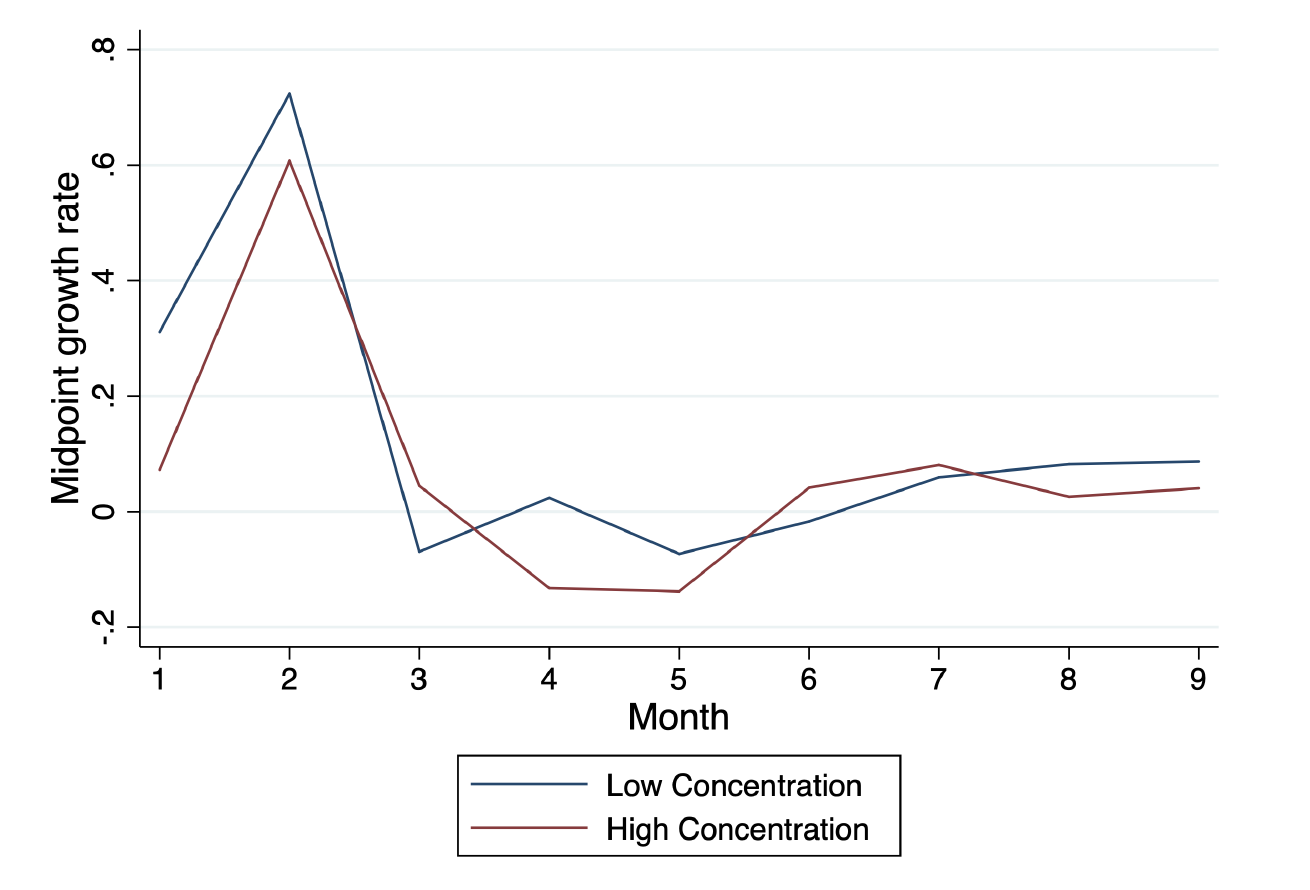 Midpoint growth rate
.8
.6
.4
.2
0
-.2
1 2 3 4 5 6 7 8 9
Month
Low Concentration
High Concentration